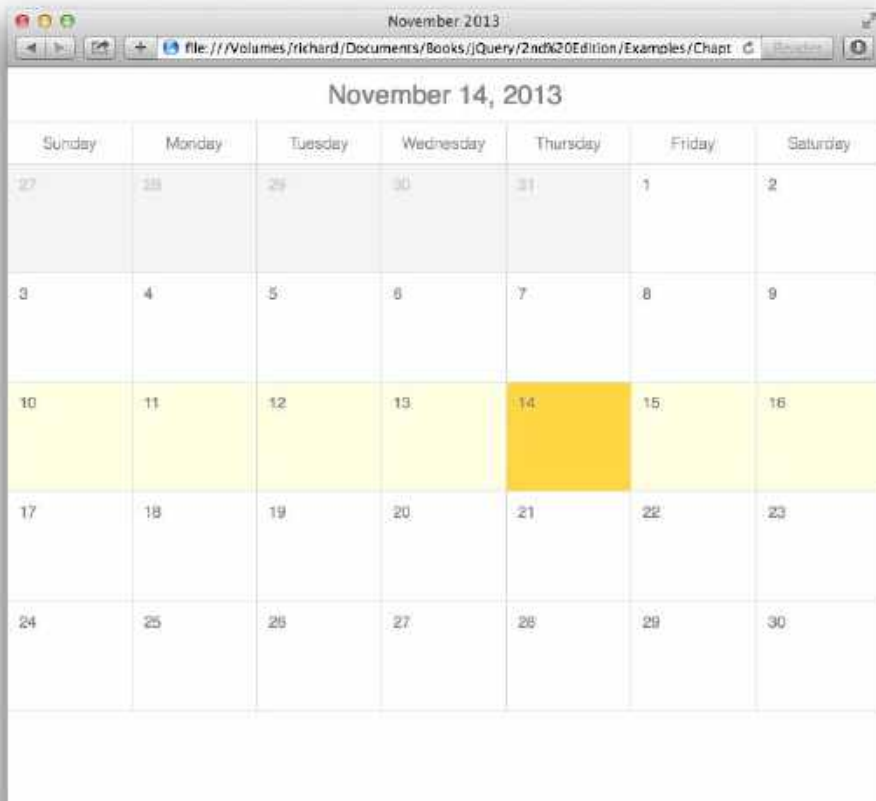 November 2013
file:///Volumes/richard/Documents/Books/jQuery/2nd%20Edition/Examples/Chapt
Reader
November 14, 2013
Sunday Monday Tuesday Wednesday Thursday Friday Saturday
27 28 29 30 31 1 2
3 4 5 6 7 8 9
10 11 12 13 14 15 16
17 18 19 20 21 22 23
24 25 26 27 28 29 30